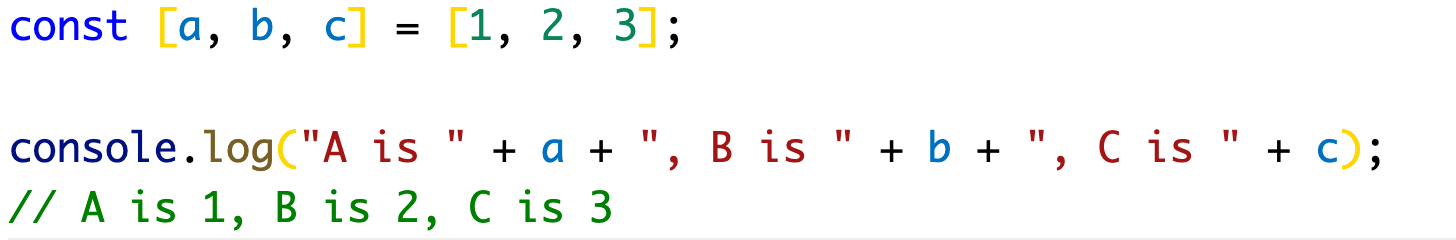 const [a, b, c] = [1, 2, 3];
console.log("A is " + a + ", B is " + b + ", C is " + c);
// A is 1, B is 2, C is 3